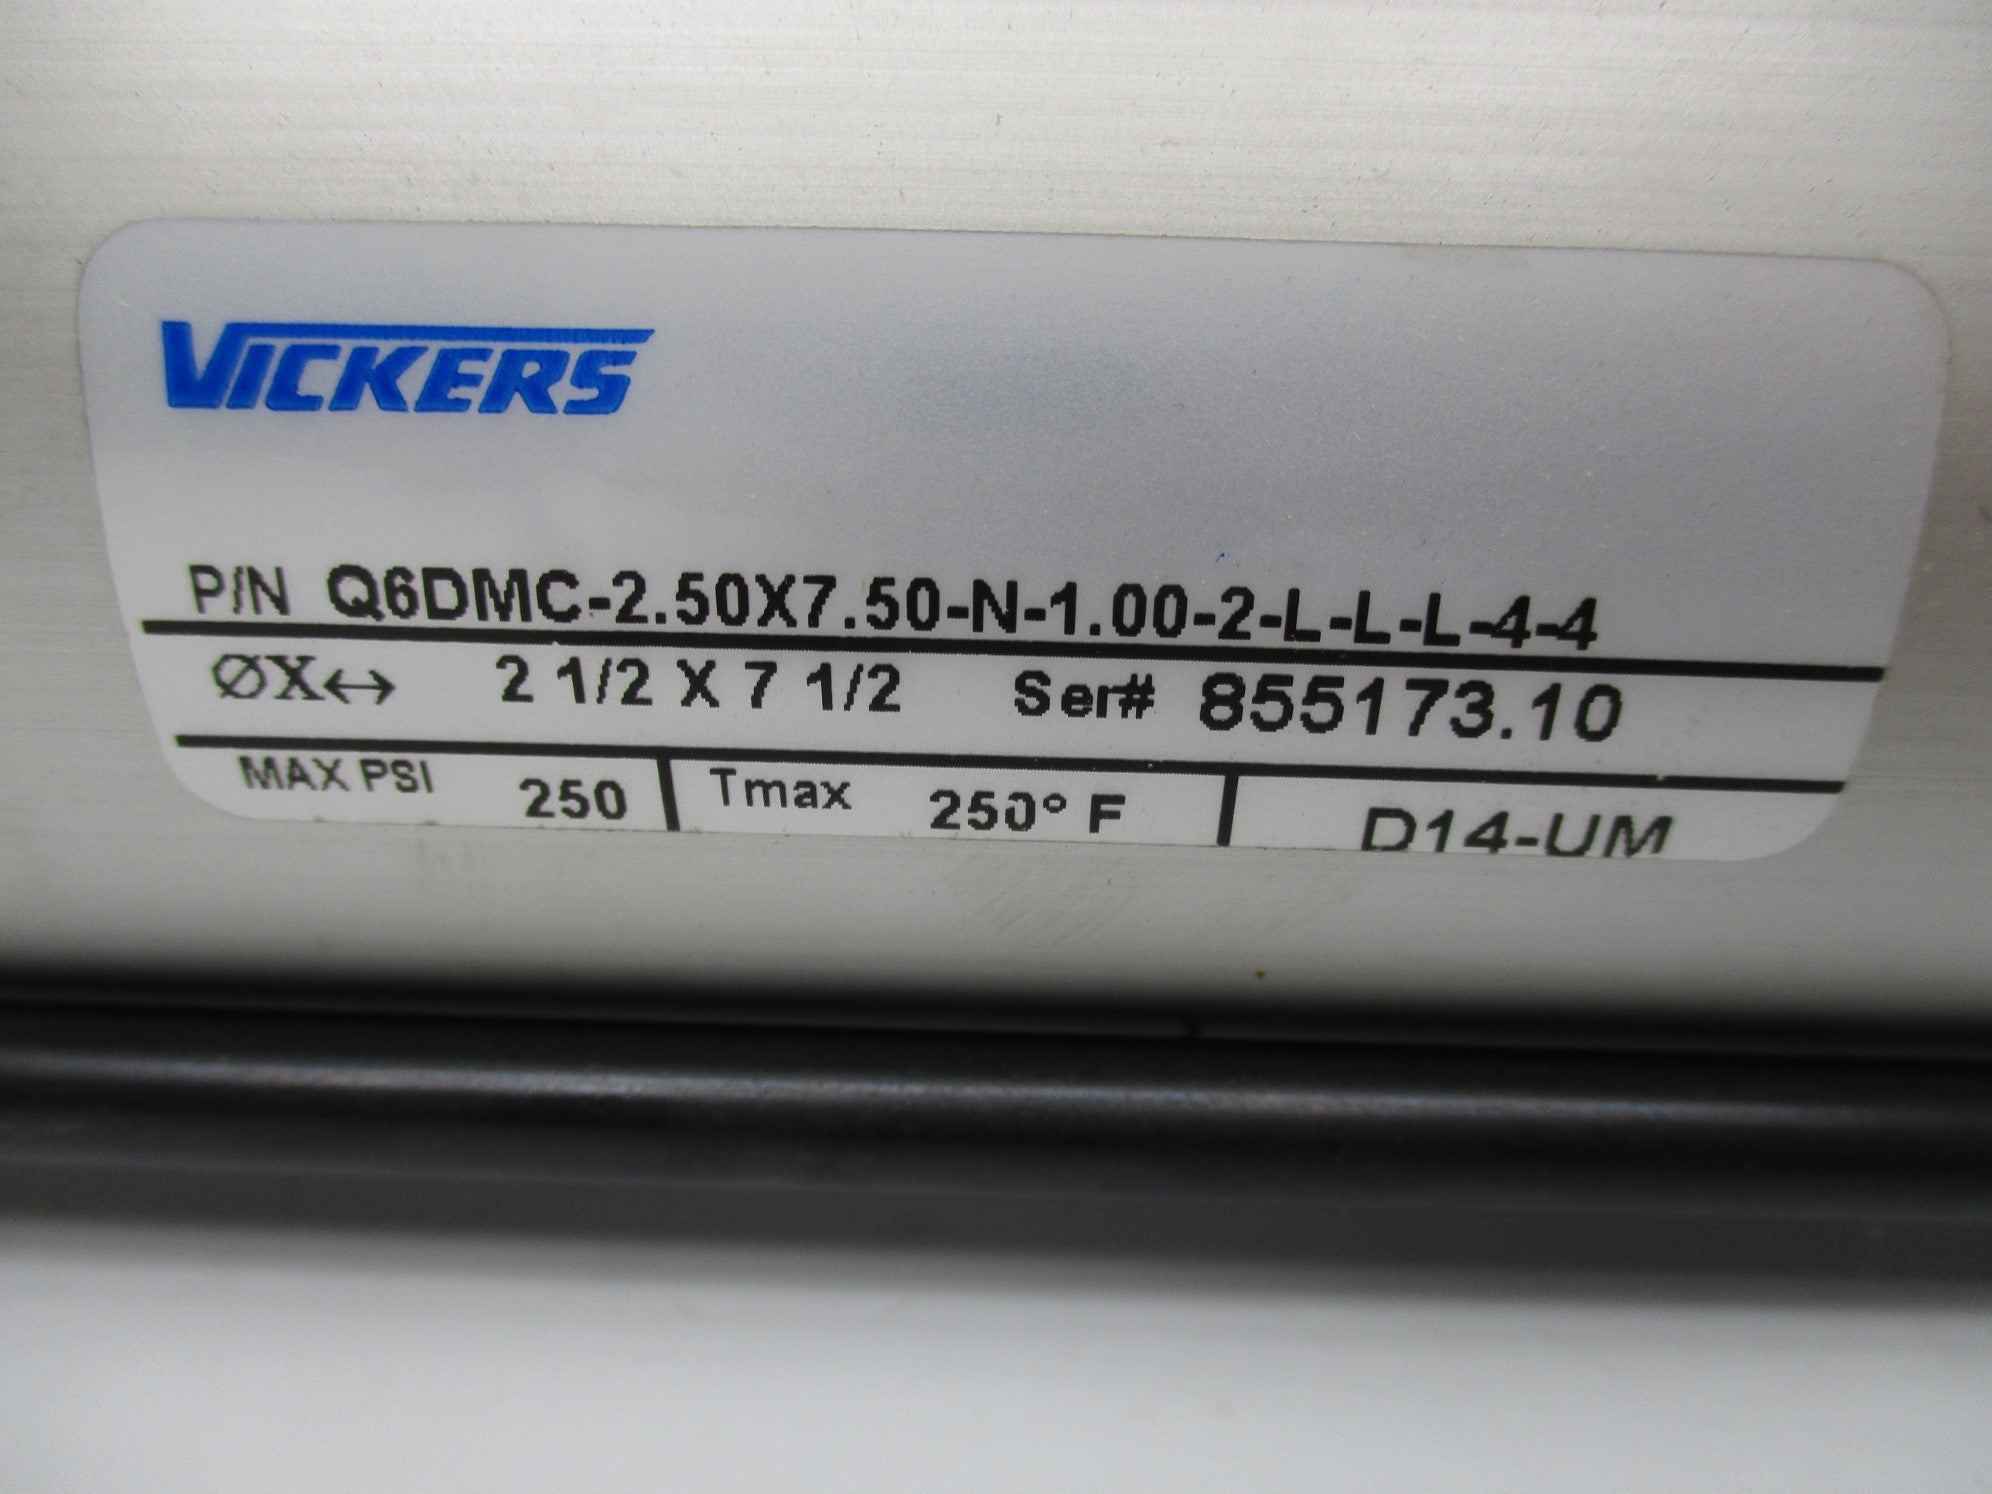 VICKERS
P/N Q6DMC-2.50X7.50-N-1.00-2-L-L-L-4-4
ØX↔ 2 1/2 X 7 1/2 Ser# 855173.10
MAX PSI 250 Tmax 250° F D14-UM